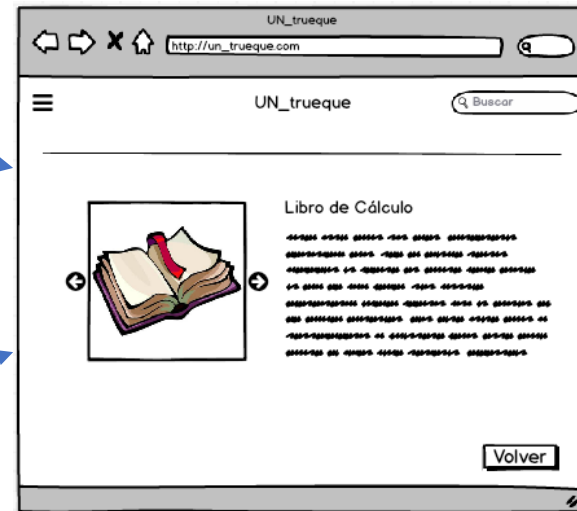 UN_trueque
http://un_trueque.com
UN_trueque
Buscar
Libro de Cálculo
Volver